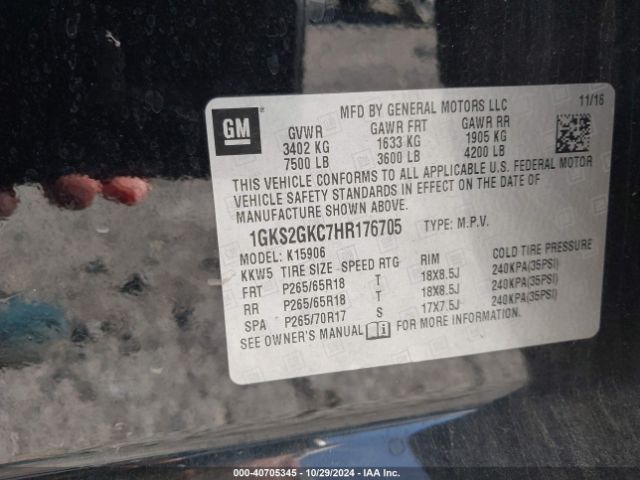 MFD BY GENERAL MOTORS LLC 11/16
GM
GVWR GAWR FRT GAWR RR
3402 KG 1633 KG 1905 KG
7500 LB 3600 LB 4200 LB
THIS VEHICLE CONFORMS TO ALL APPLICABLE U.S. FEDERAL MOTOR
VEHICLE SAFETY STANDARDS IN EFFECT ON THE DATE OF
MANUFACTURE SHOWN ABOVE.
1GKS2GKC7HR176705 TYPE: M.P.V.
MODEL: K15906
KKW5 TIRE SIZE SPEED RTG RIM COLD TIRE PRESSURE
FRT P265/65R18 T 18X8.5J 240KPA(35PSI)
RR P265/65R18 T 18X8.5J 240KPA(35PSI)
SPA P265/70R17 S 17X7.5J 240KPA(35PSI)
SEE OWNER'S MANUAL FOR MORE INFORMATION.
000-40705345 - 10/29/2024 - IAA Inc.